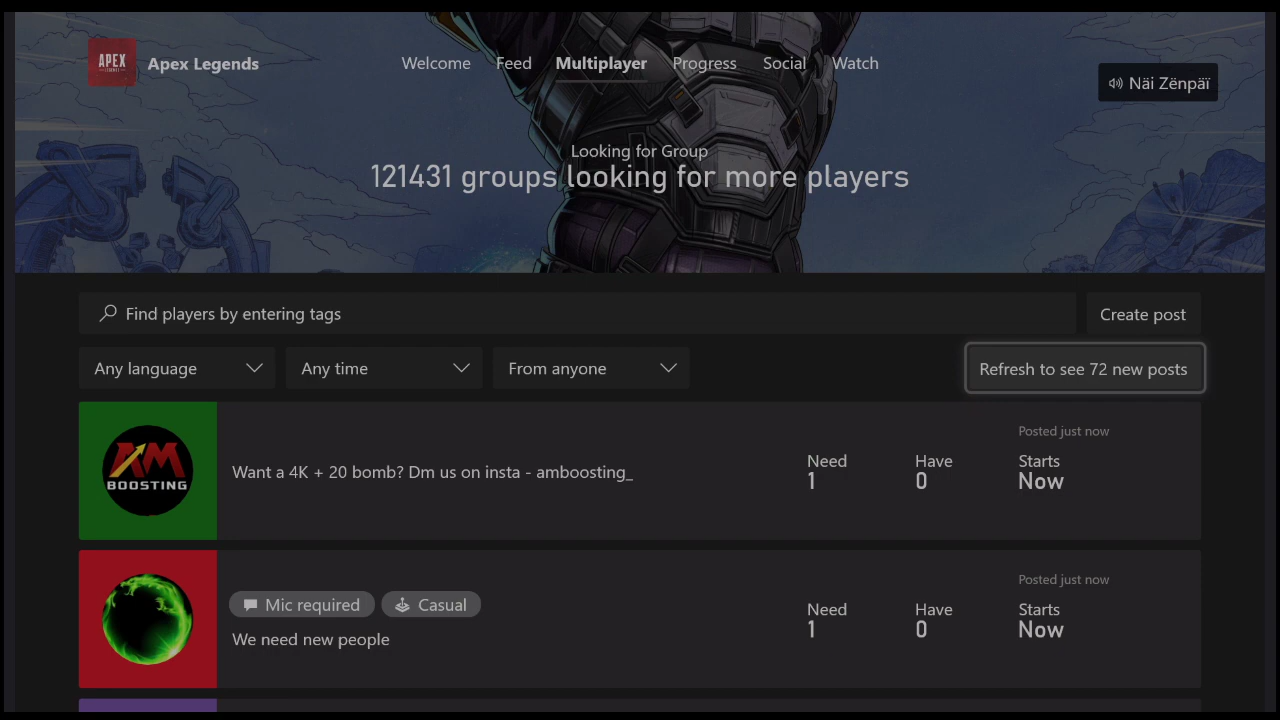 APEX
LEGENDS
Apex Legends
Welcome
Feed
Multiplayer
Progress
Social
Watch
Näi Zënpäï
Looking for Group
121431 groups looking for more players
Find players by entering tags
Create post
Any language
Any time
From anyone
Refresh to see 72 new posts
AM
BOOSTING
Want a 4K + 20 bomb? Dm us on insta - amboosting_
Need
1
Have
0
Posted just now
Starts
Now
Mic required
Casual
We need new people
Need
1
Have
0
Posted just now
Starts
Now